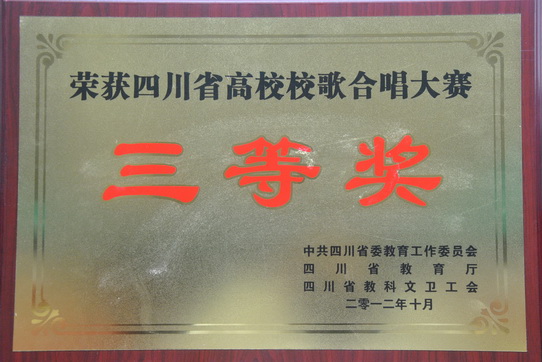 荣获四川省高校校歌合唱大赛
三等奖
中共四川省委教育工作委员会
四川省教育厅
四川省教科文卫工会
二零一二年十月